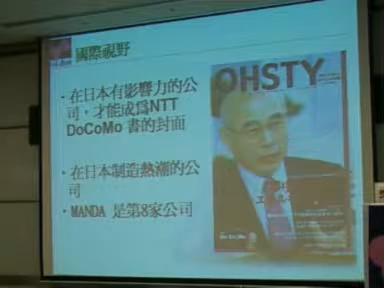 國際視野
・在日本有影響力的公
司，才能成為NTT
DoCoMo 書的封面
・在日本制造熱潮的公
司
・MANDA 是第8家公司
OHSTY